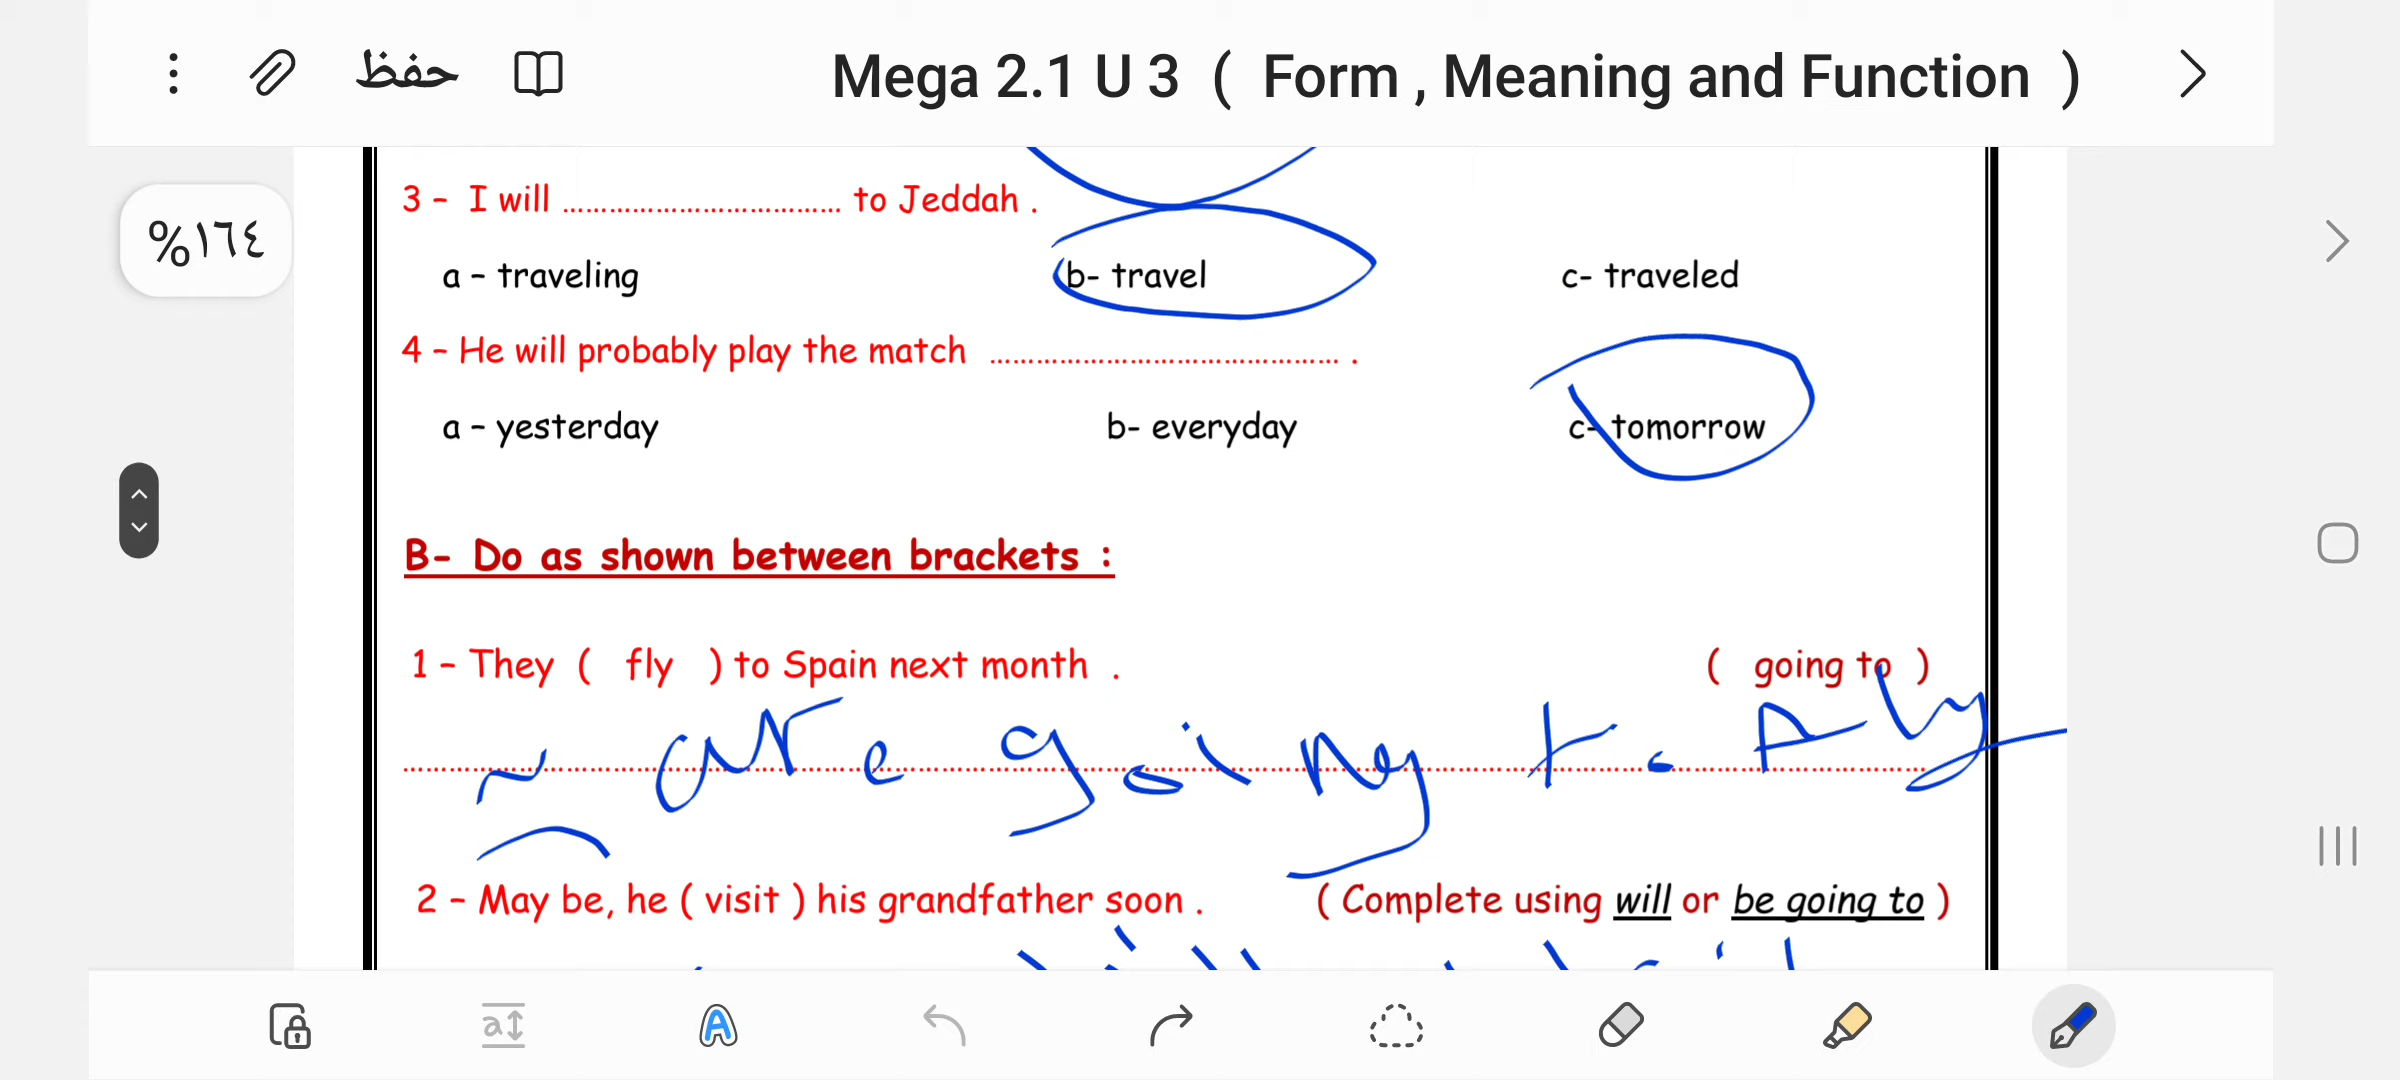 حفظ
Mega 2.1 U 3 ( Form , Meaning and Function )
%١٦٤
3 - I will .................................... to Jeddah .
a - traveling b- travel c- traveled
4 - He will probably play the match ............................................. .
a - yesterday b- everyday c- tomorrow
B- Do as shown between brackets :
1 - They ( fly ) to Spain next month . ( going to )
are going to fly
2 - May be, he ( visit ) his grandfather soon . ( Complete using will or be going to )